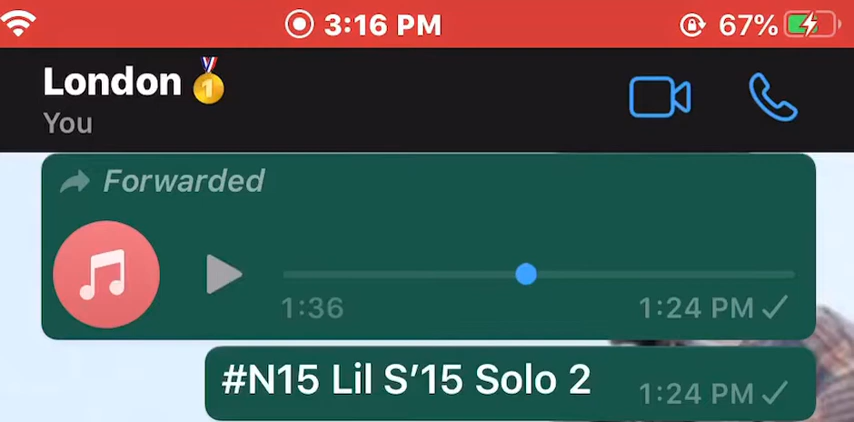 3:16 PM 67%
London 🥇
You
Forwarded
1:36 1:24 PM
#N15 Lil S’15 Solo 2 1:24 PM